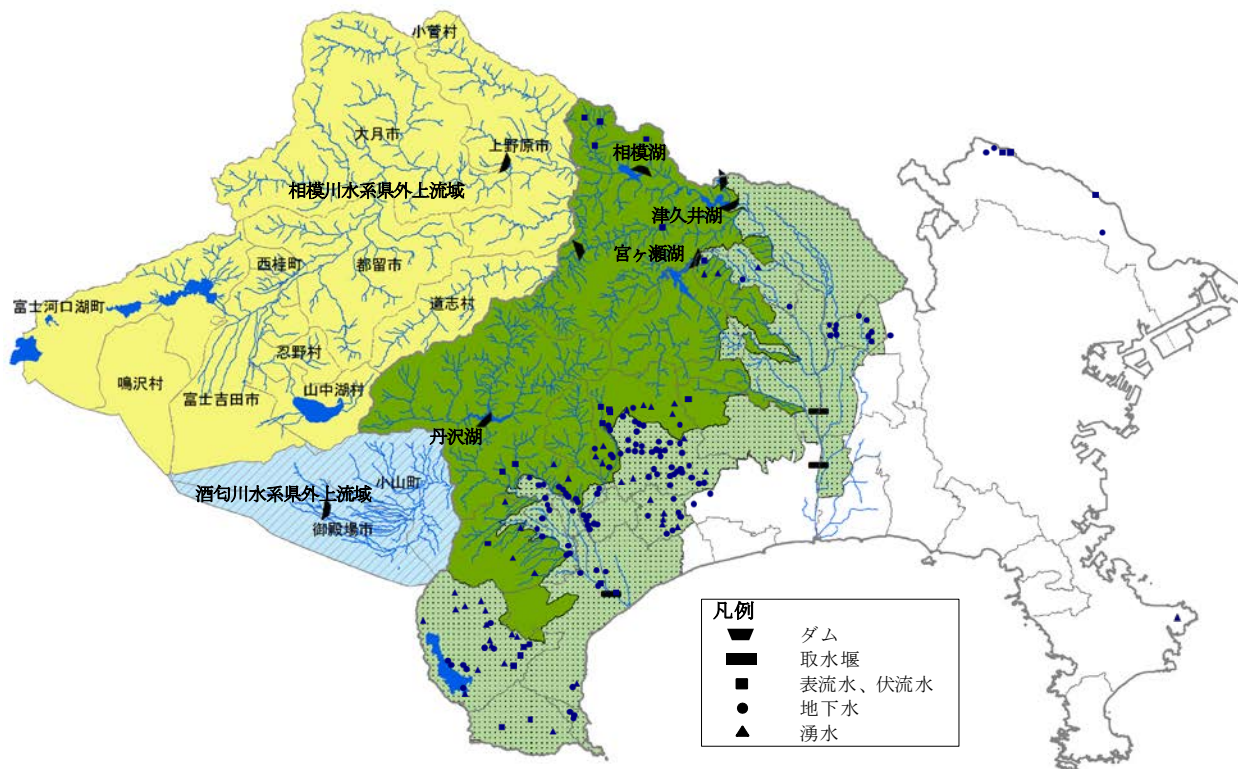 小菅村
大月市
上野原市
相模湖
相模川水系県外上流域
津久井湖
宮ヶ瀬湖
西桂町
都留市
道志村
富士河口湖町
忍野村
鳴沢村
富士吉田市
山中湖村
丹沢湖
小山町
酒匂川水系県外上流域
御殿場市
凡例
ダム
取水堰
表流水、伏流水
地下水
湧水